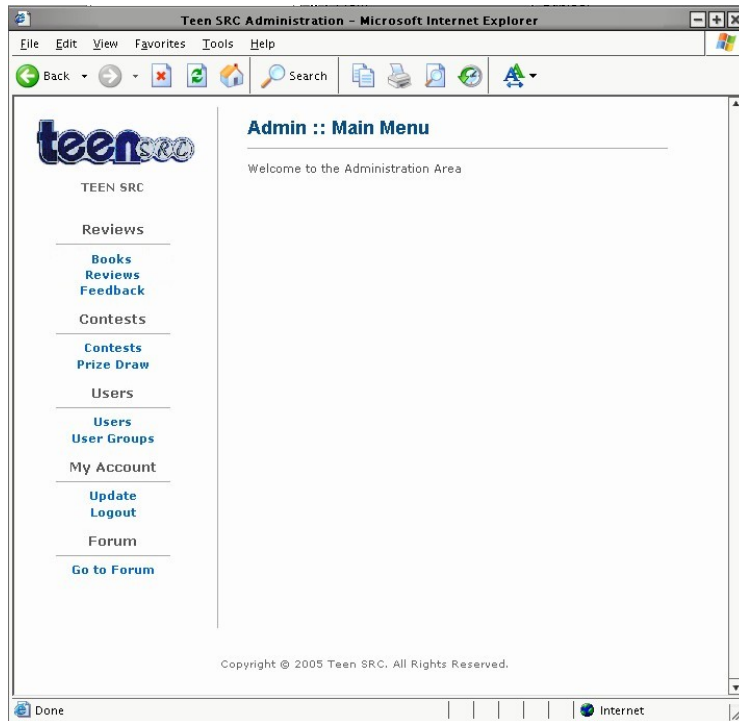 Teen SRC Administration - Microsoft Internet Explorer
File Edit View Favorites Tools Help
Back Search
teen SRC
TEEN SRC
Reviews
Books
Reviews
Feedback
Contests
Contests
Prize Draw
Users
Users
User Groups
My Account
Update
Logout
Forum
Go to Forum
Admin :: Main Menu
Welcome to the Administration Area
Copyright © 2005 Teen SRC. All Rights Reserved.
Done Internet